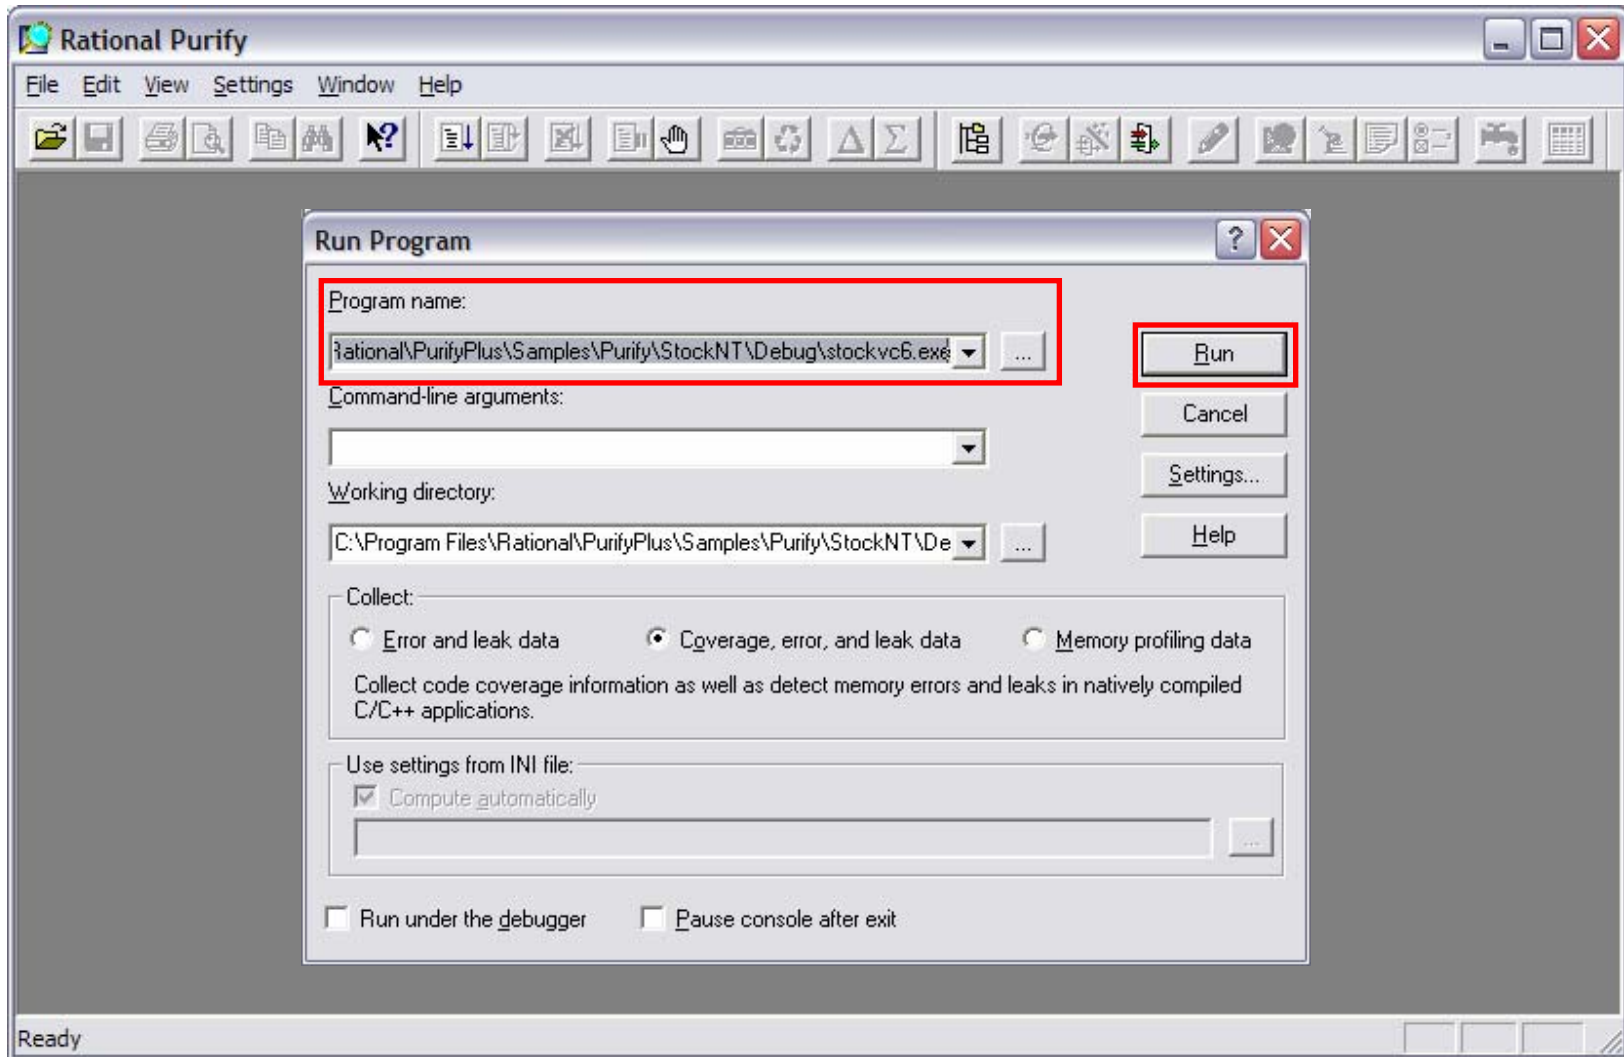 Rational Purify
File Edit View Settings Window Help
Run Program
Program name:
Rational\PurifyPlus\Samples\Purify\StockNT\Debug\stockvc6.exe
...
Run
Command-line arguments:
Cancel
Settings...
Working directory:
C:\Program Files\Rational\PurifyPlus\Samples\Purify\StockNT\De
...
Help
Collect:
Error and leak data
Coverage, error, and leak data
Memory profiling data
Collect code coverage information as well as detect memory errors and leaks in natively compiled
C/C++ applications.
Use settings from INI file:
Compute automatically
...
Run under the debugger
Pause console after exit
Ready